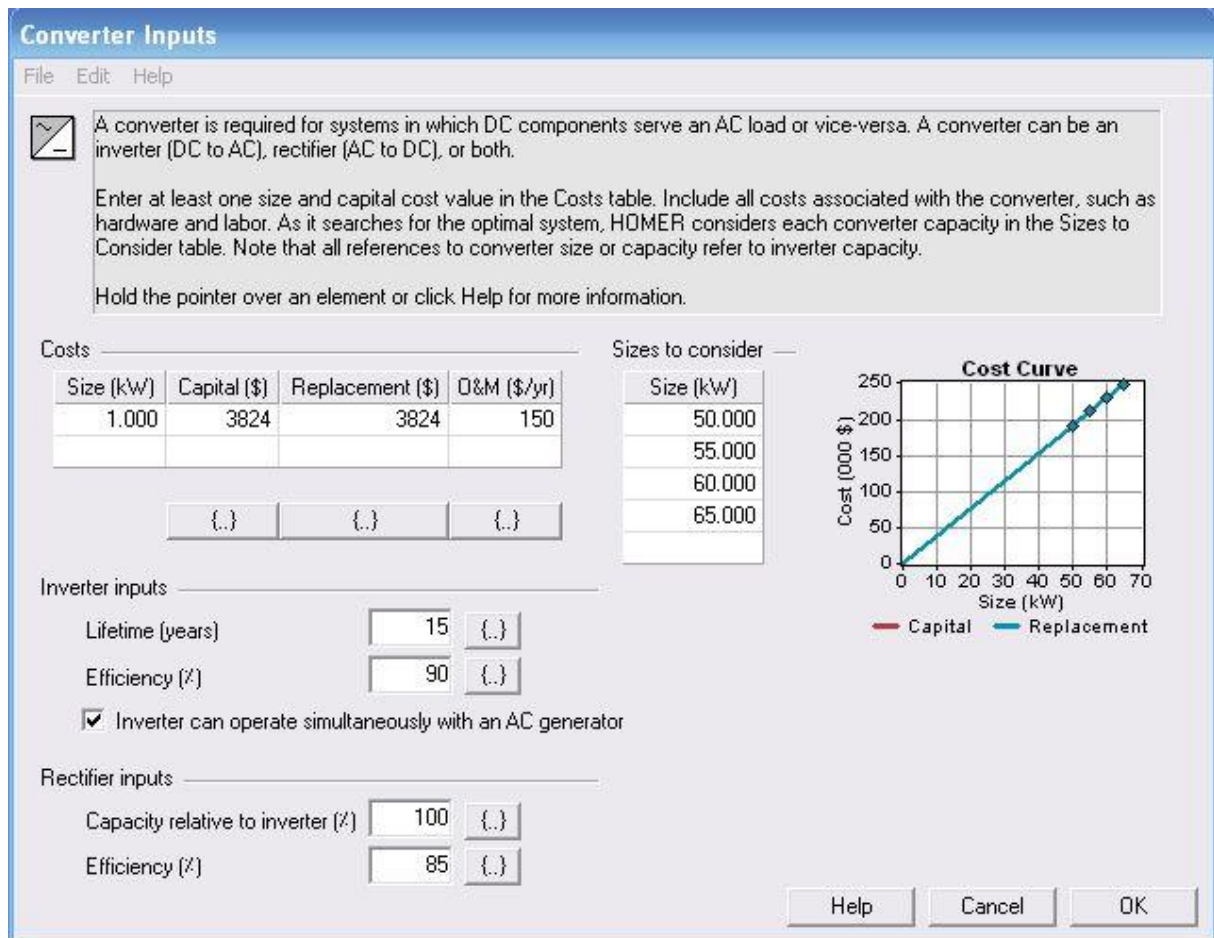 Converter Inputs
File Edit Help
A converter is required for systems in which DC components serve an AC load or vice-versa. A converter can be an
inverter (DC to AC), rectifier (AC to DC), or both.
Enter at least one size and capital cost value in the Costs table. Include all costs associated with the converter, such as
hardware and labor. As it searches for the optimal system, HOMER considers each converter capacity in the Sizes to
Consider table. Note that all references to converter size or capacity refer to inverter capacity.
Hold the pointer over an element or click Help for more information.
Costs
Size (kW) Capital ($) Replacement ($) O&M ($/yr)
1.000 3824 3824 150
{..} {..} {..}
Sizes to consider
Size (kW)
50.000
55.000
60.000
65.000
Cost Curve
Cost (000 $)
250
200
150
100
50
0
0 10 20 30 40 50 60 70
Size (kW)
Capital Replacement
Inverter inputs
Lifetime (years) 15 {..}
Efficiency (%) 90 {..}
Inverter can operate simultaneously with an AC generator
Rectifier inputs
Capacity relative to inverter (%) 100 {..}
Efficiency (%) 85 {..}
Help Cancel OK